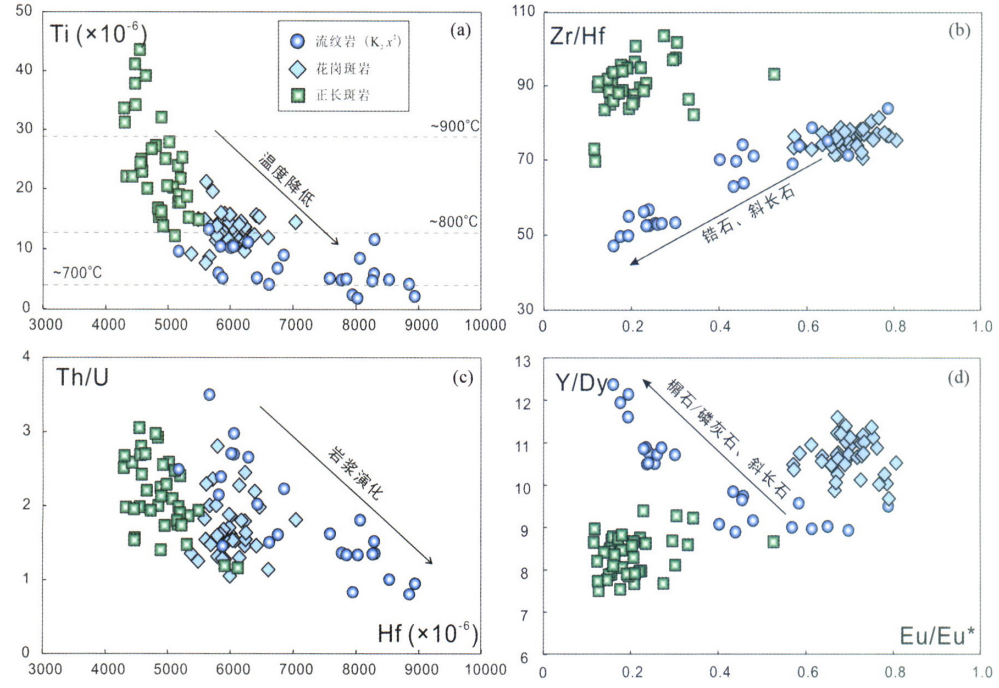 Ti (×10⁻⁶)
(a)
流纹岩 (K₂x²)
花岗斑岩
正长斑岩
~900°C
温度降低
~800°C
~700°C
50
40
30
20
10
0
3000 4000 5000 6000 7000 8000 9000 10000
Zr/Hf
(b)
锆石、斜长石
110
90
70
50
30
0 0.2 0.4 0.6 0.8 1.0
Th/U
(c)
岩浆演化
Hf (×10⁻⁶)
4
3
2
1
0
3000 4000 5000 6000 7000 8000 9000 10000
Y/Dy
(d)
榍石/磷灰石、斜长石
Eu/Eu*
13
12
11
10
9
8
7
6
0 0.2 0.4 0.6 0.8 1.0